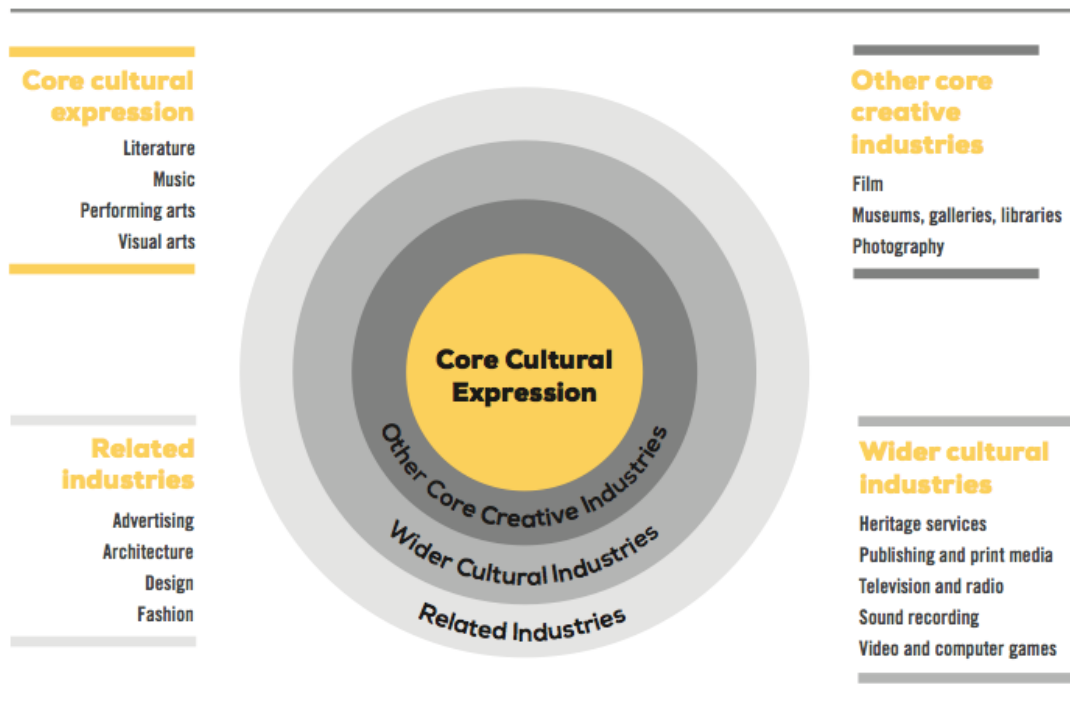 Core cultural
expression
Literature
Music
Performing arts
Visual arts
Other core
creative
industries
Film
Museums, galleries, libraries
Photography
Core Cultural
Expression
Other Core Creative Industries
Wider Cultural Industries
Related Industries
Related
industries
Advertising
Architecture
Design
Fashion
Wider cultural
industries
Heritage services
Publishing and print media
Television and radio
Sound recording
Video and computer games